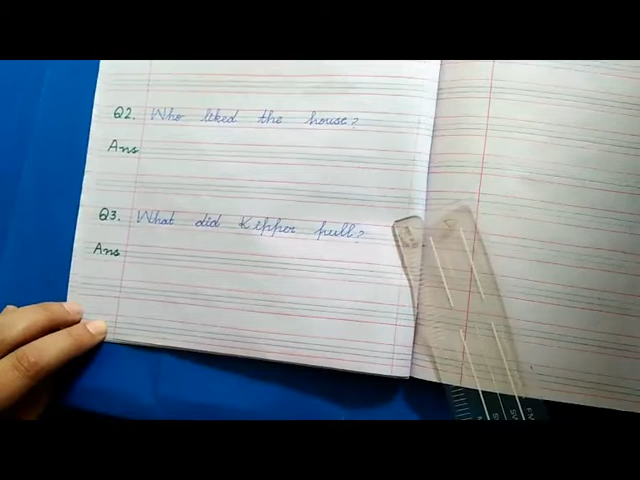 Q2. Who liked the house?
Ans
Q3. What did Kipper pull?
Ans